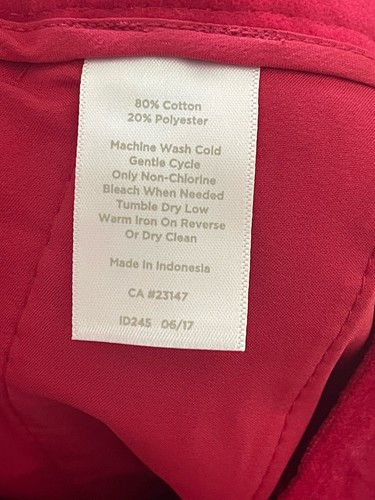 80% Cotton
20% Polyester
Machine Wash Cold
Gentle Cycle
Only Non-Chlorine
Bleach When Needed
Tumble Dry Low
Warm Iron On Reverse
Or Dry Clean
Made in Indonesia
CA #23147
ID245 06/17